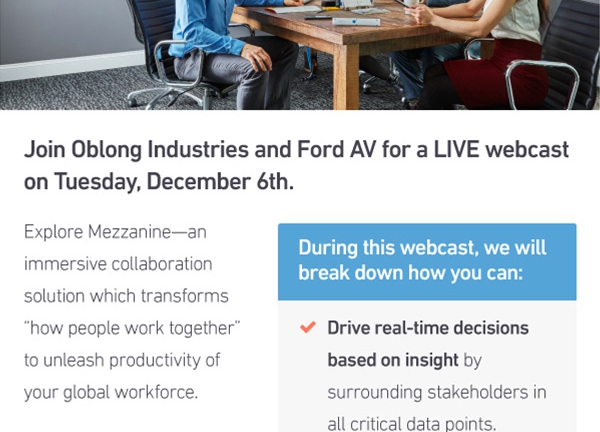 Join Oblong Industries and Ford AV for a LIVE webcast
on Tuesday, December 6th.
Explore Mezzanine—an
immersive collaboration
solution which transforms
“how people work together”
to unleash productivity of
your global workforce.
During this webcast, we will
break down how you can:
Drive real-time decisions
based on insight by
surrounding stakeholders in
all critical data points.